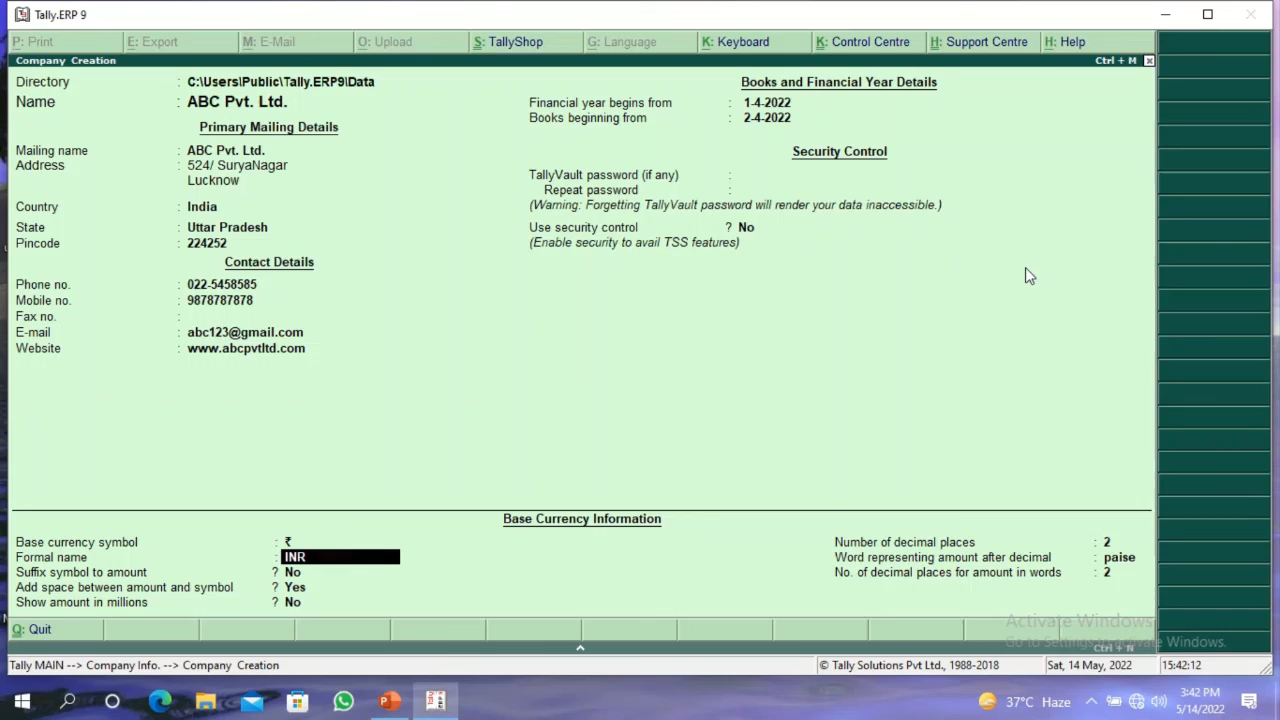 Tally.ERP 9
P: Print E: Export M: E-Mail O: Upload S: TallyShop G: Language K: Keyboard K: Control Centre H: Support Centre H: Help
Company Creation Ctrl + M
Directory : C:\Users\Public\Tally.ERP9\Data
Name : ABC Pvt. Ltd.
Primary Mailing Details
Mailing name : ABC Pvt. Ltd.
Address : 524/ SuryaNagar
Lucknow
Country : India
State : Uttar Pradesh
Pincode : 224252
Contact Details
Phone no. : 022-5458585
Mobile no. : 9878787878
Fax no. :
E-mail : abc123@gmail.com
Website : www.abcpvtltd.com
Books and Financial Year Details
Financial year begins from : 1-4-2022
Books beginning from : 2-4-2022
Security Control
TallyVault password (if any) :
Repeat password :
(Warning: Forgetting TallyVault password will render your data inaccessible.)
Use security control ? No
(Enable security to avail TSS features)
Base Currency Information
Base currency symbol : ₹
Formal name : INR
Suffix symbol to amount ? No
Add space between amount and symbol ? Yes
Show amount in millions ? No
Number of decimal places : 2
Word representing amount after decimal : paise
No. of decimal places for amount in words : 2
Q: Quit
Activate Windows
Go to Settings to activate Windows.
Ctrl + N
Tally MAIN --> Company Info. --> Company Creation © Tally Solutions Pvt Ltd., 1988-2018 Sat, 14 May, 2022 15:42:12
37°C Haze 3:42 PM
5/14/2022